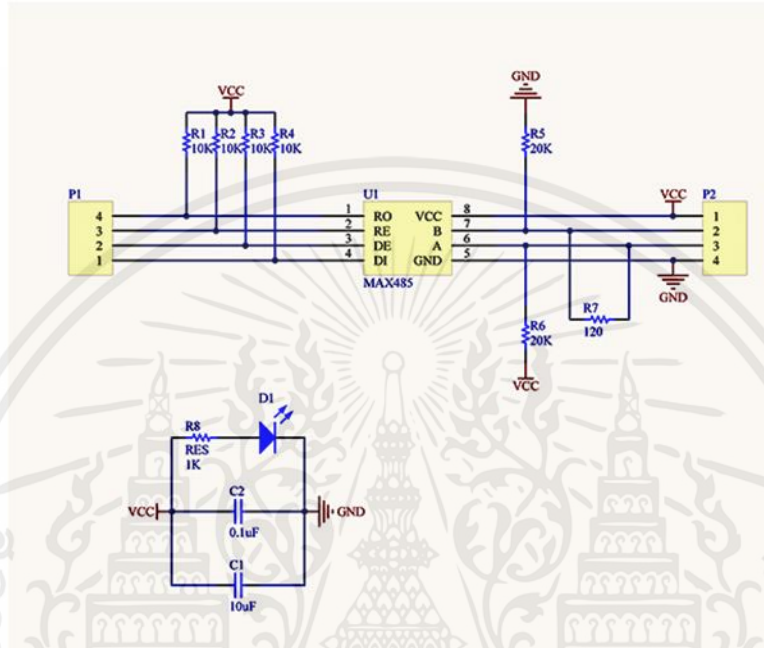 VCC
R1 R2 R3 R4
10K 10K 10K 10K
GND
R5
20K
P1
4
3
2
1
U1
1 RO VCC 8
2 RE B 7
3 DE A 6
4 DI GND 5
MAX485
VCC
P2
1
2
3
4
GND
R7
120
R6
20K
VCC
D1
R8
RES
1K
VCC
C2
0.1uF
GND
C1
10uF